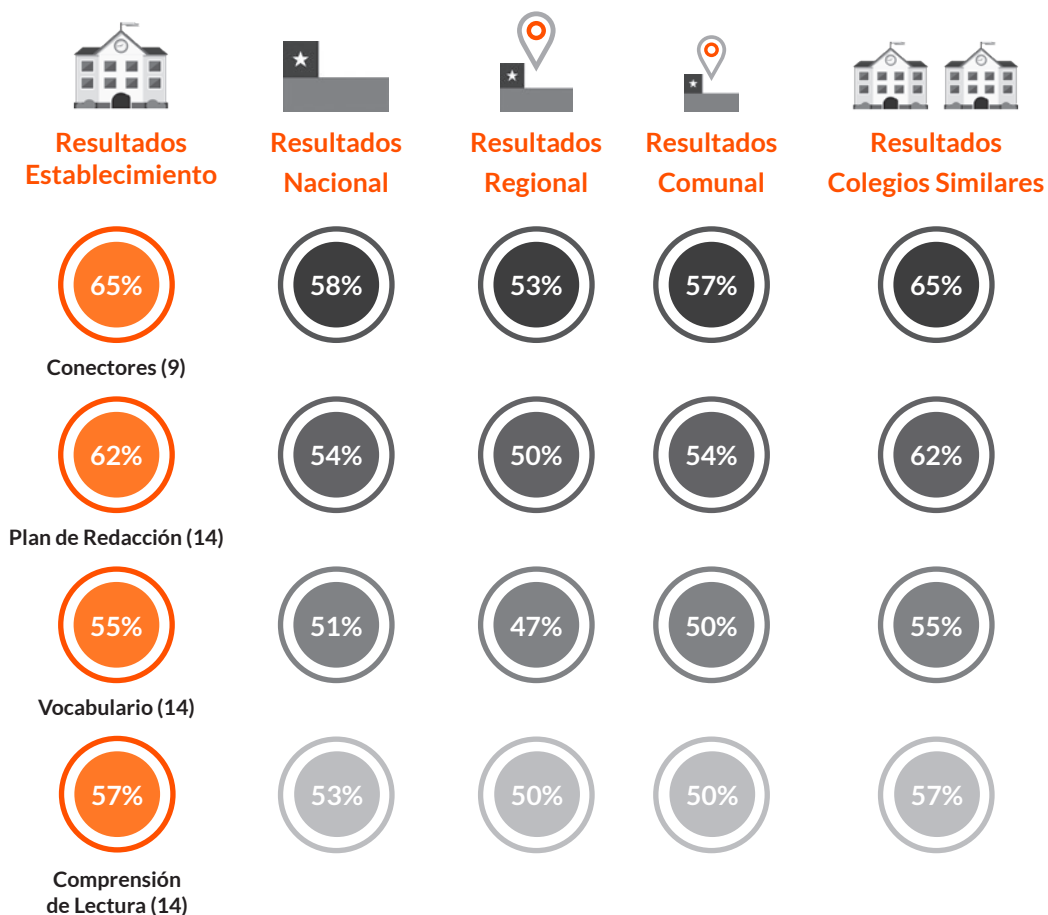 Resultados
Establecimiento
Resultados
Nacional
Resultados
Regional
Resultados
Comunal
Resultados
Colegios Similares
65%
58%
53%
57%
65%
Conectores (9)
62%
54%
50%
54%
62%
Plan de Redacción (14)
55%
51%
47%
50%
55%
Vocabulario (14)
57%
53%
50%
50%
57%
Comprensión
de Lectura (14)